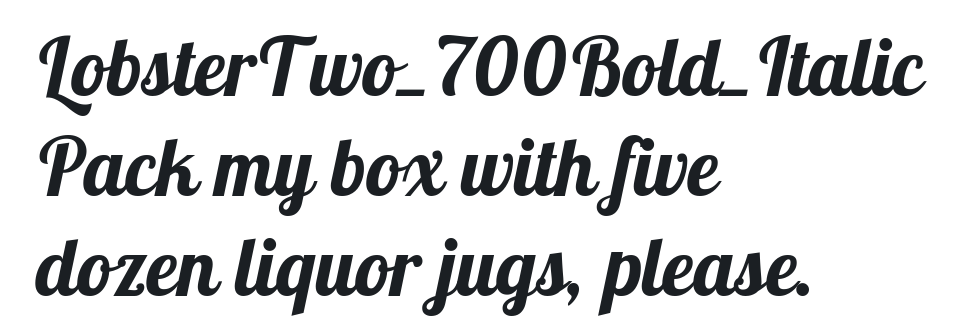 LobsterTwo_700Bold_Italic
Pack my box with five
dozen liquor jugs, please.